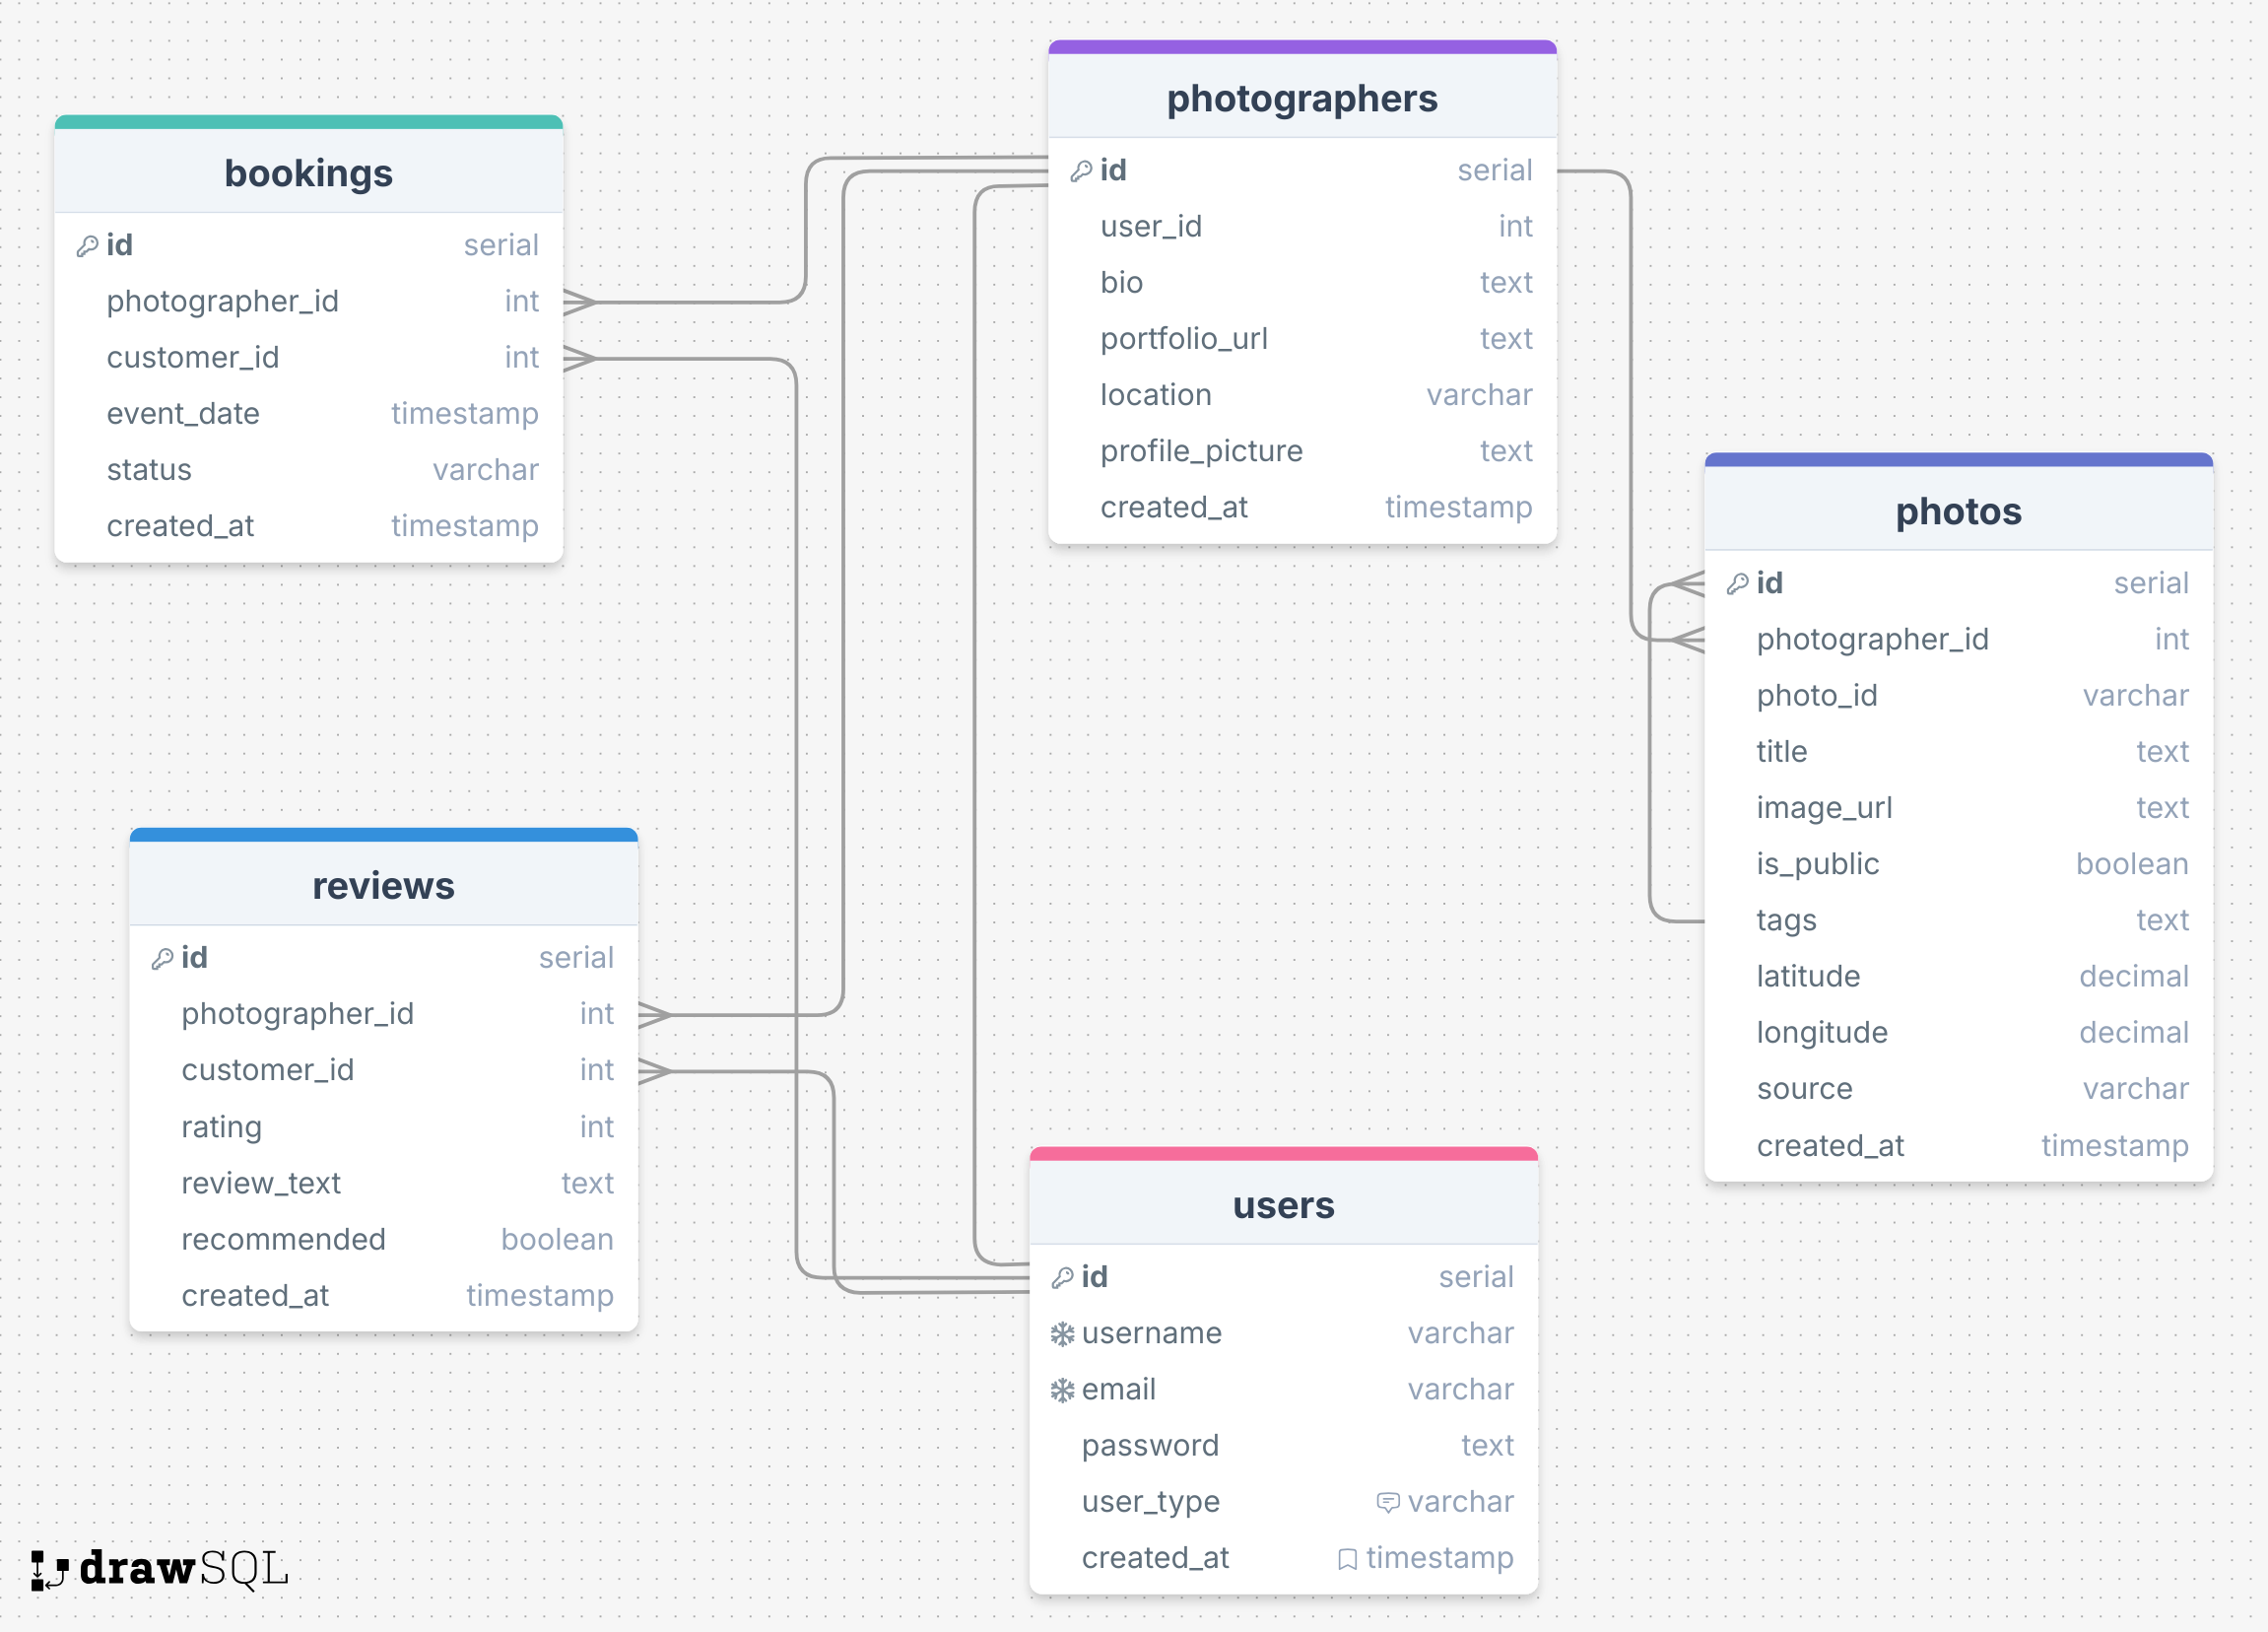 photographers
id serial
user_id int
bio text
portfolio_url text
location varchar
profile_picture text
created_at timestamp
bookings
id serial
photographer_id int
customer_id int
event_date timestamp
status varchar
created_at timestamp
photos
id serial
photographer_id int
photo_id varchar
title text
image_url text
is_public boolean
tags text
latitude decimal
longitude decimal
source varchar
created_at timestamp
reviews
id serial
photographer_id int
customer_id int
rating int
review_text text
recommended boolean
created_at timestamp
users
id serial
username varchar
email varchar
password text
user_type varchar
created_at timestamp
drawSQL